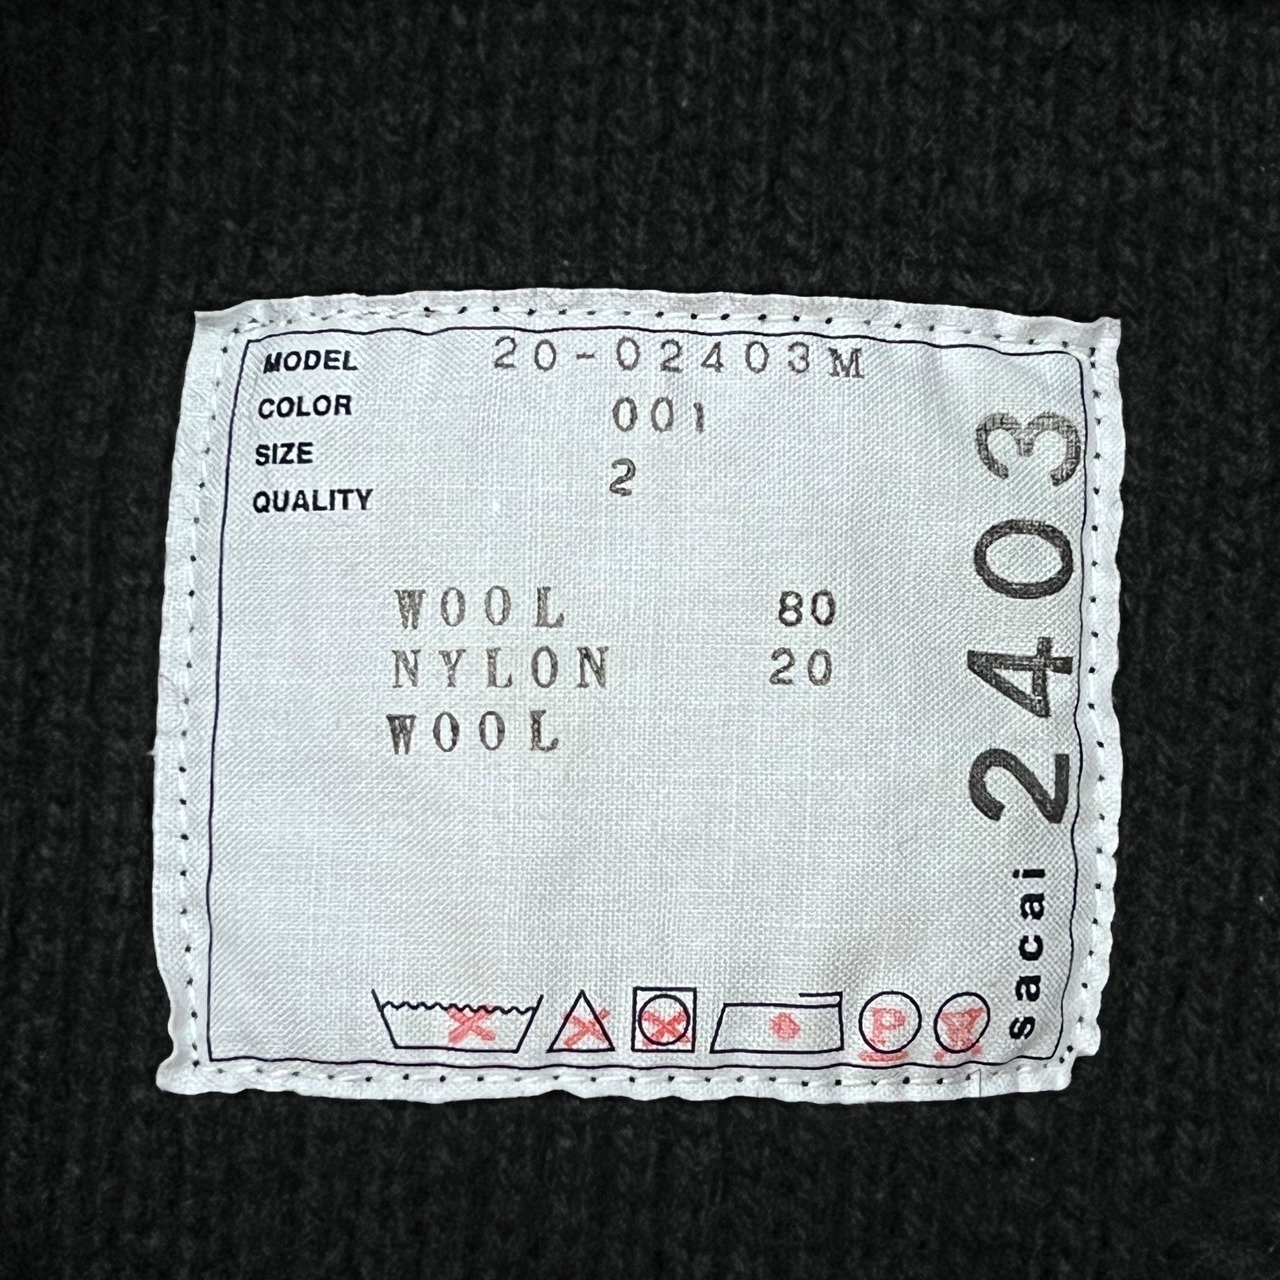 MODEL 20-02403M
COLOR 001
SIZE 2
QUALITY
WOOL 80
NYLON 20
WOOL
sacai 2403
P